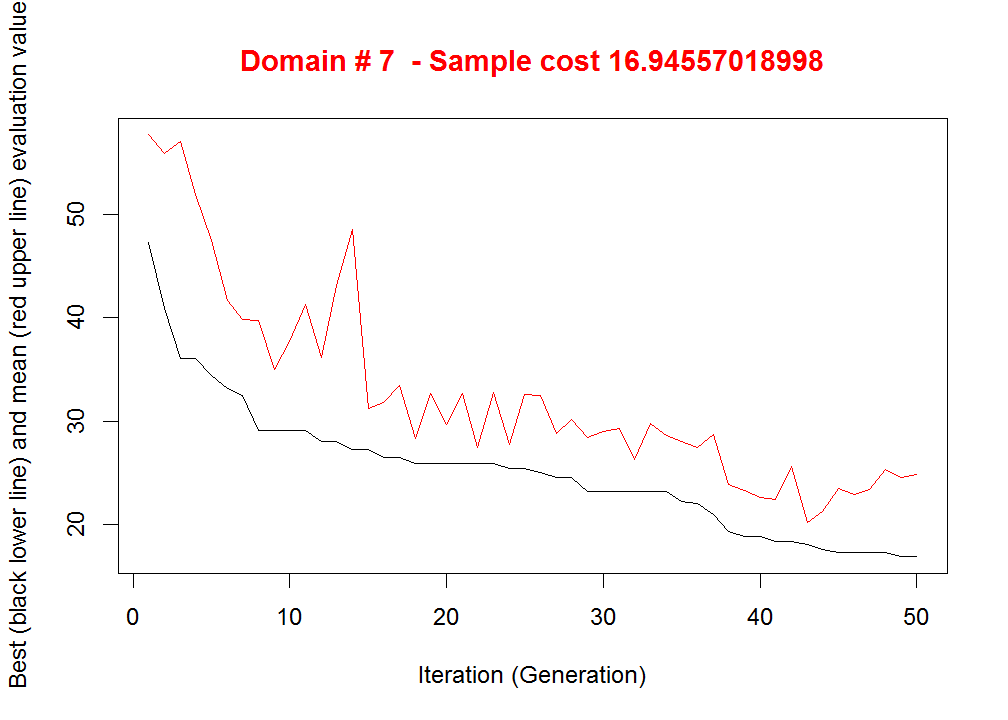 Domain # 7  - Sample cost 16.94557018998
Best (black lower line) and mean (red upper line) evaluation value
50
40
30
20
0 10 20 30 40 50
Iteration (Generation)